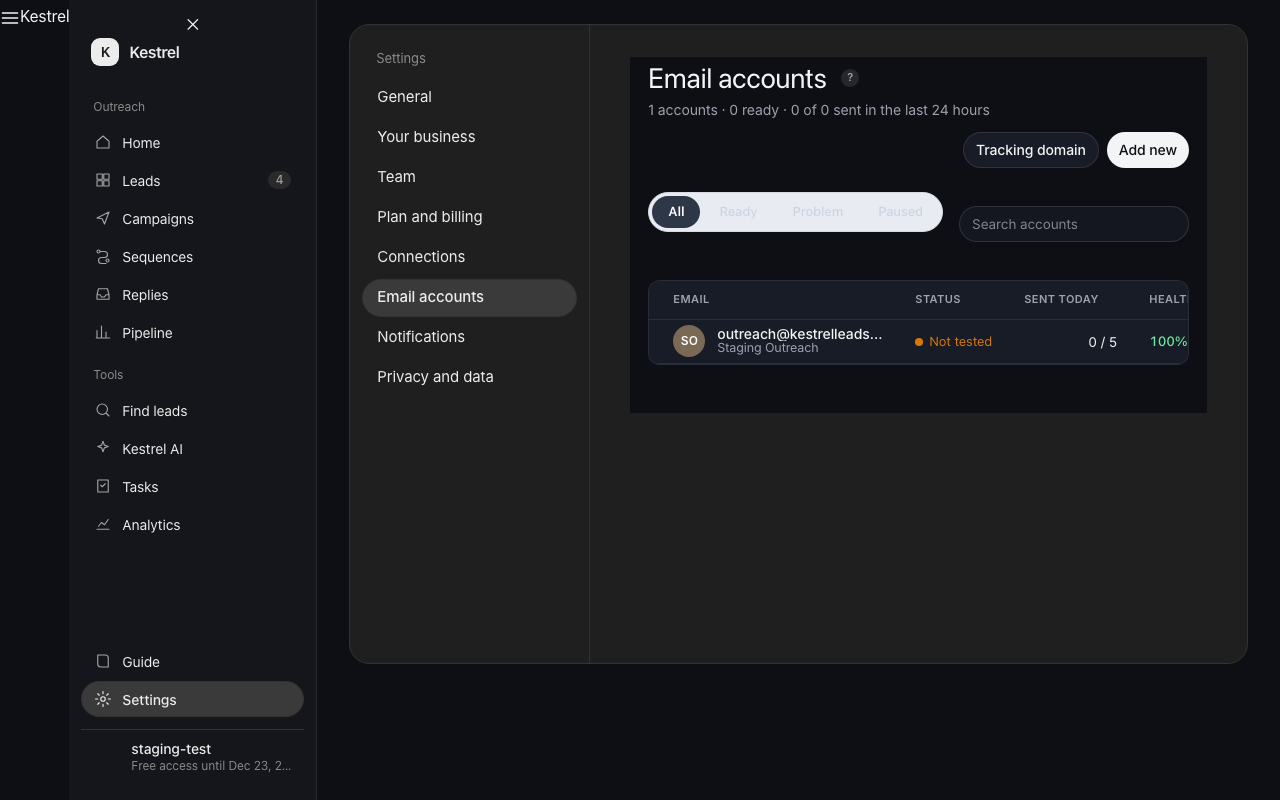 Kestrel
K Kestrel
Outreach
Home
Leads 4
Campaigns
Sequences
Replies
Pipeline
Tools
Find leads
Kestrel AI
Tasks
Analytics
Guide
Settings
staging-test
Free access until Dec 23, 2...
Settings
General
Your business
Team
Plan and billing
Connections
Email accounts
Notifications
Privacy and data
Email accounts ?
1 accounts · 0 ready · 0 of 0 sent in the last 24 hours
Tracking domain Add new
All Ready Problem Paused
Search accounts
EMAIL STATUS SENT TODAY HEALT
SO outreach@kestrelleads... Not tested 0 / 5 100%
Staging Outreach